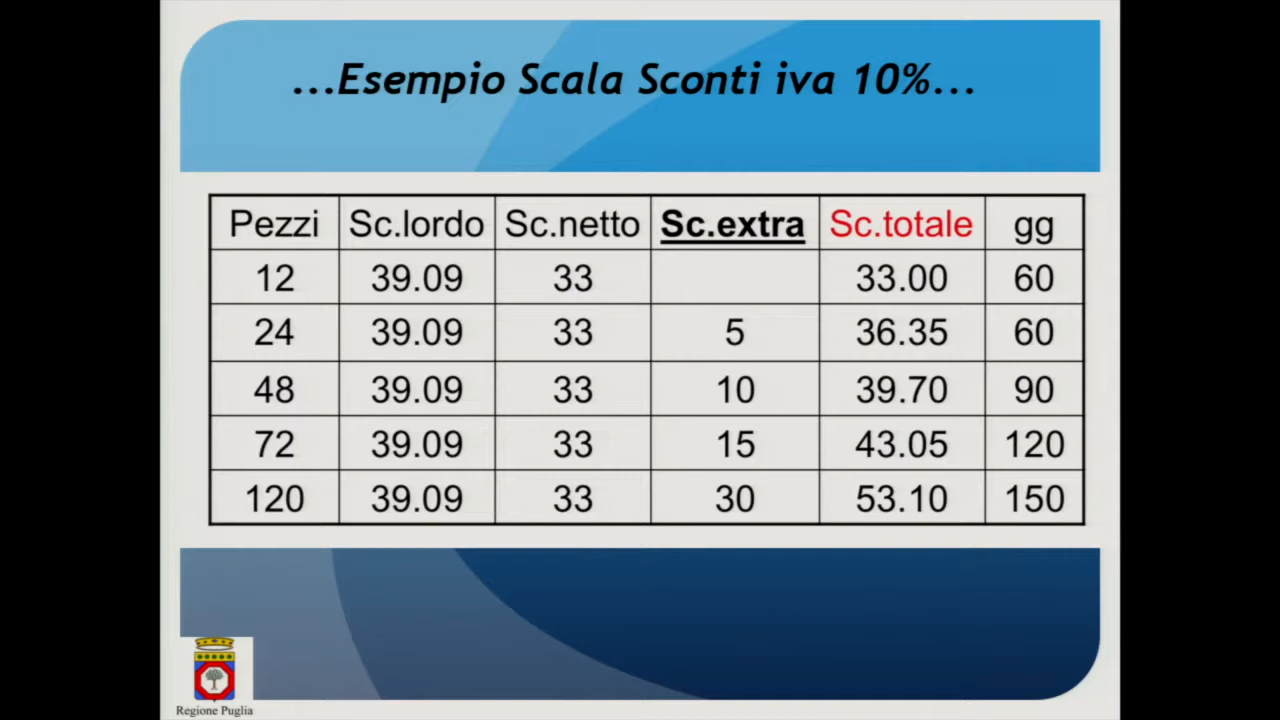 ...Esempio Scala Sconti iva 10%...
Pezzi Sc.lordo Sc.netto Sc.extra Sc.totale gg
12 39.09 33 33.00 60
24 39.09 33 5 36.35 60
48 39.09 33 10 39.70 90
72 39.09 33 15 43.05 120
120 39.09 33 30 53.10 150
Regione Puglia